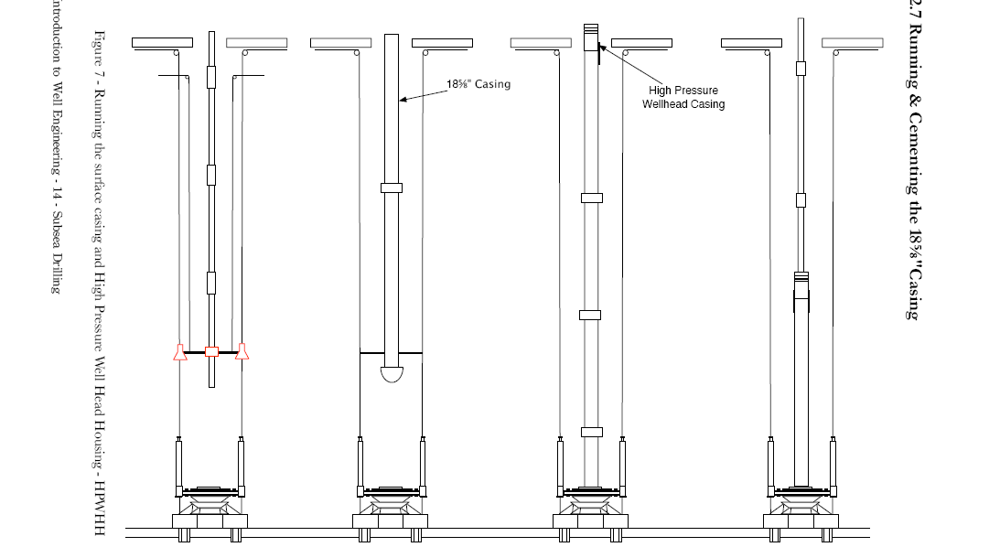 2.7 Running & Cementing the 18⅝"Casing
18⅝" Casing
High Pressure
Wellhead Casing
Figure 7 - Running the surface casing and High Pressure Well Head Housing - HPWHH
ntroduction to Well Engineering - 14 - Subsea Drilling